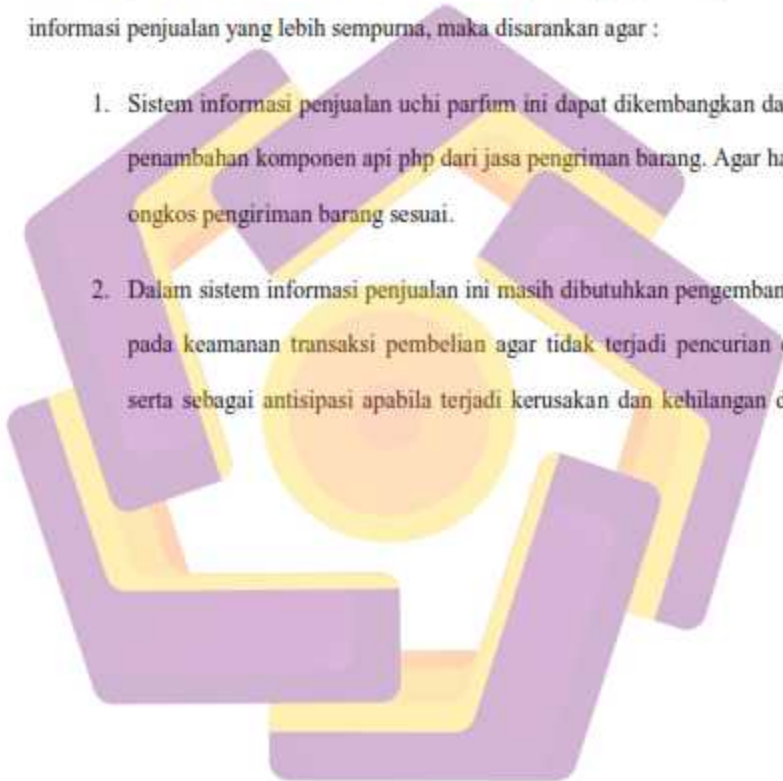 informasi penjualan yang lebih sempurna, maka disarankan agar :
1. Sistem informasi penjualan uchi parfum ini dapat dikembangkan da
penambahan komponen api php dari jasa pengriman barang. Agar ha
ongkos pengiriman barang sesuai.
2. Dalam sistem informasi penjualan ini masih dibutuhkan pengemban
pada keamanan transaksi pembelian agar tidak terjadi pencurian
serta sebagai antisipasi apabila terjadi kerusakan dan kehilangan d